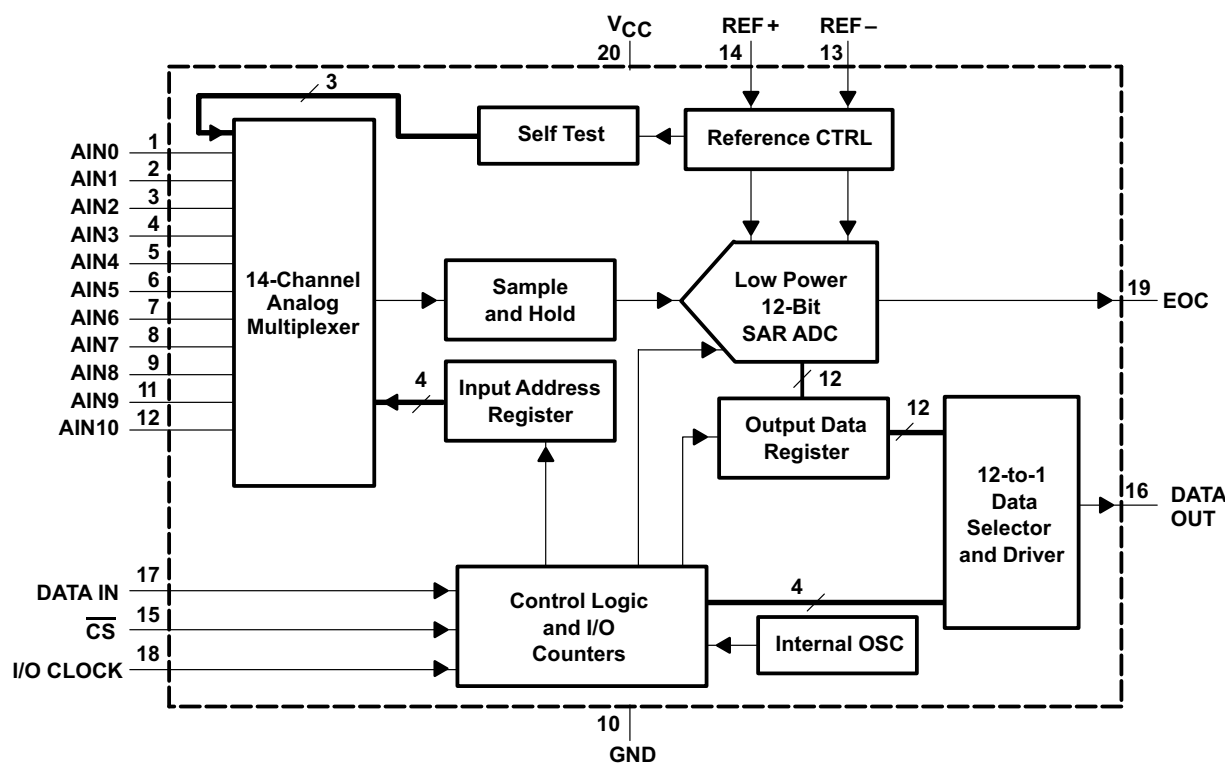 VCC
REF+
REF–
20
14
13
3
Self Test
Reference CTRL
AIN0
1
AIN1
2
AIN2
3
AIN3
4
AIN4
5
AIN5
6
AIN6
7
AIN7
8
AIN8
9
AIN9
11
AIN10
12
14-Channel
Analog
Multiplexer
Sample
and Hold
Low Power
12-Bit
SAR ADC
19
EOC
4
Input Address
Register
12
Output Data
Register
12
12-to-1
Data
Selector
and Driver
16
DATA
OUT
DATA IN
17
CS
15
I/O CLOCK
18
Control Logic
and I/O
Counters
4
Internal OSC
10
GND